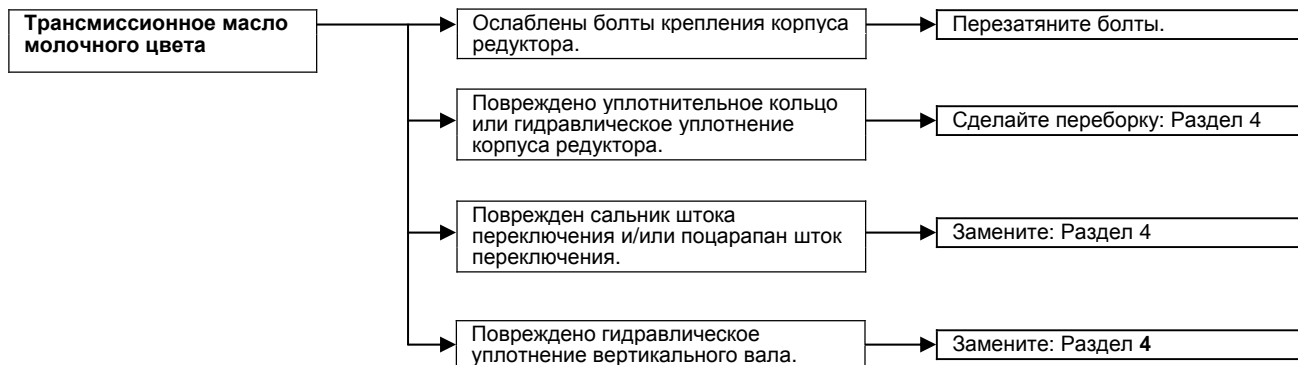 Трансмиссионное масло
молочного цвета
Ослаблены болты крепления корпуса
редуктора.
Перезатяните болты.
Повреждено уплотнительное кольцо
или гидравлическое уплотнение
корпуса редуктора.
Сделайте переборку: Раздел 4
Поврежден сальник штока
переключения и/или поцарапан шток
переключения.
Замените: Раздел 4
Повреждено гидравлическое
уплотнение вертикального вала.
Замените: Раздел 4